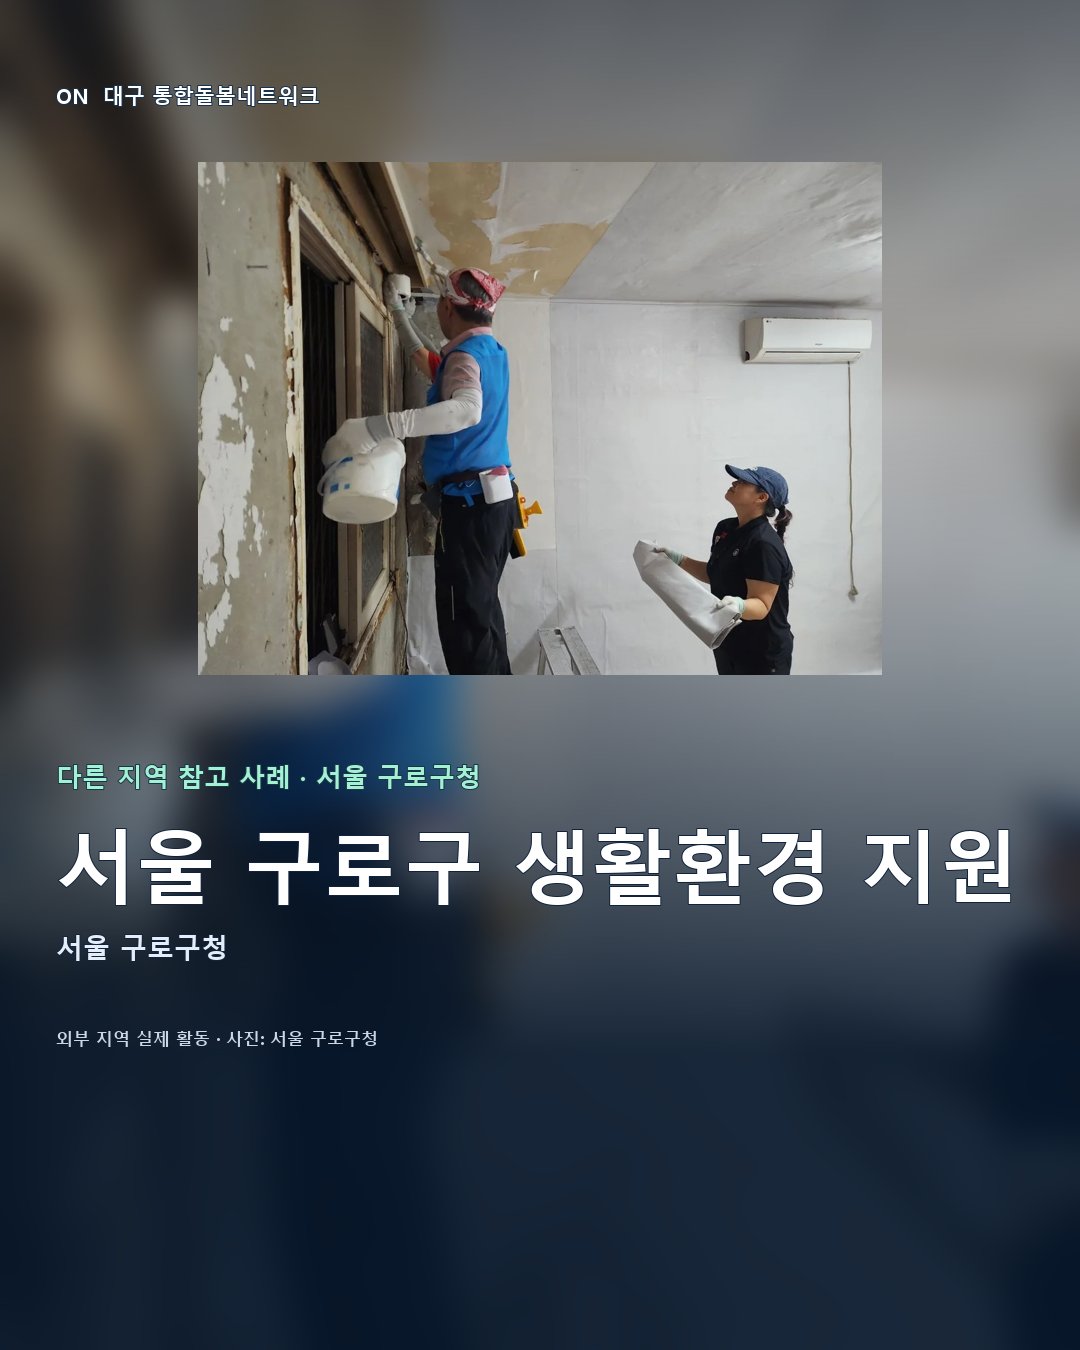 ON 대구 통합돌봄네트워크
다른 지역 참고 사례 · 서울 구로구청
서울 구로구 생활환경 지원
서울 구로구청
외부 지역 실제 활동 · 사진: 서울 구로구청